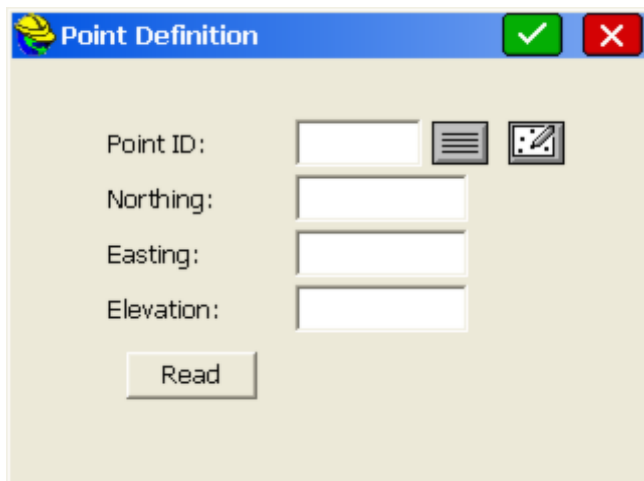 Point Definition
Point ID:
Northing:
Easting:
Elevation:
Read